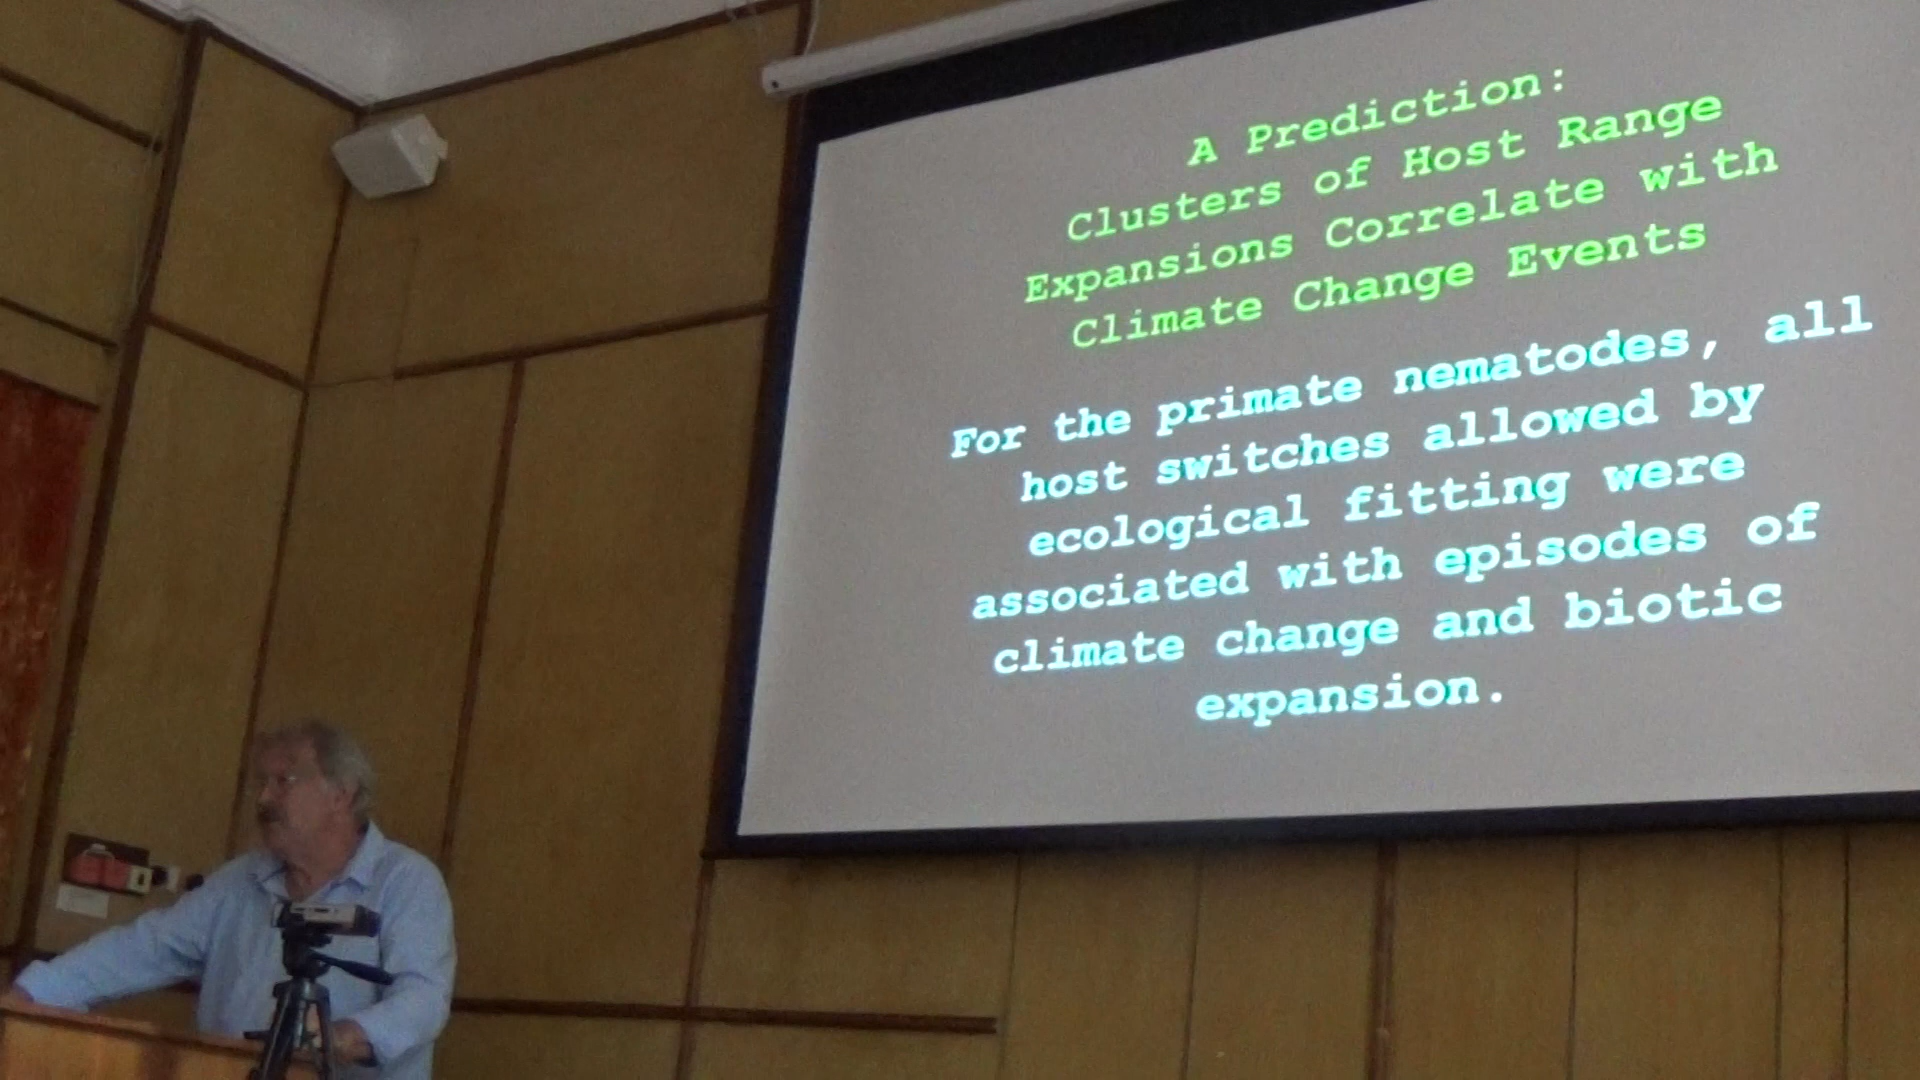 A Prediction:
Clusters of Host Range
Expansions Correlate with
Climate Change Events
For the primate nematodes, all
host switches allowed by
ecological fitting were
associated with episodes of
climate change and biotic
expansion.